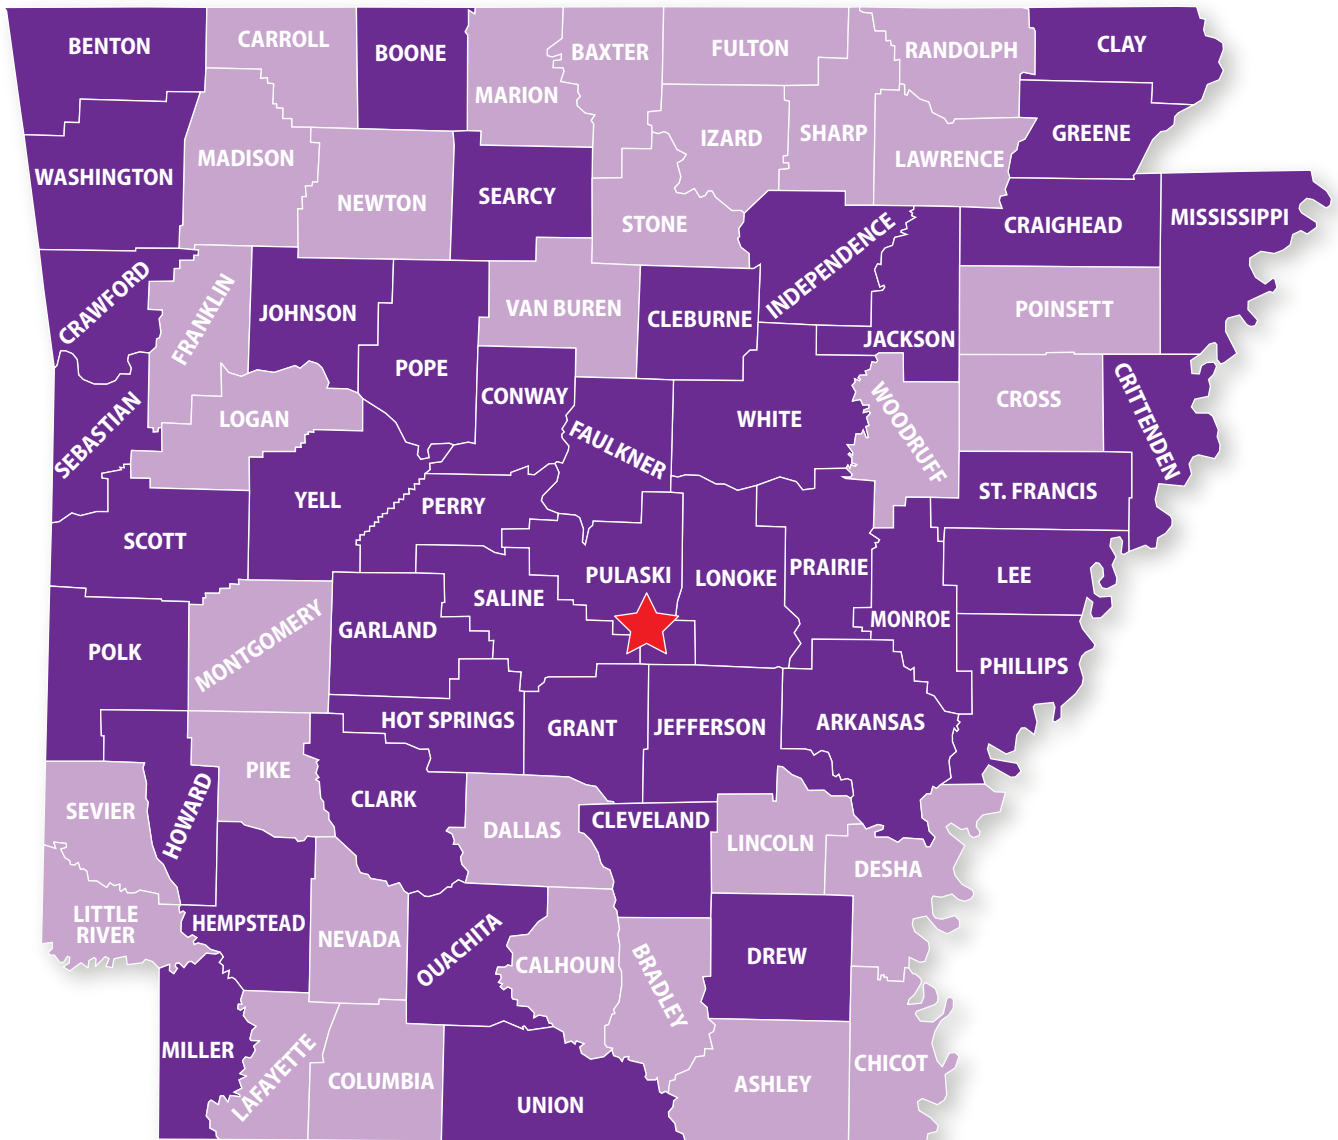 BENTON
CARROLL
BOONE
MARION
BAXTER
FULTON
RANDOLPH
CLAY
WASHINGTON
MADISON
NEWTON
SEARCY
STONE
IZARD
SHARP
LAWRENCE
GREENE
CRAWFORD
FRANKLIN
JOHNSON
POPE
VAN BUREN
CLEBURNE
INDEPENDENCE
JACKSON
CRAIGHEAD
MISSISSIPPI
POINSETT
SEBASTIAN
LOGAN
CONWAY
FAULKNER
WHITE
WOODRUFF
CROSS
CRITTENDEN
SCOTT
YELL
PERRY
PULASKI
LONOKE
PRAIRIE
ST. FRANCIS
LEE
POLK
MONTGOMERY
GARLAND
SALINE
MONROE
PHILLIPS
HOT SPRINGS
GRANT
JEFFERSON
ARKANSAS
SEVIER
HOWARD
PIKE
CLARK
DALLAS
CLEVELAND
LINCOLN
DESHA
LITTLE
RIVER
HEMPSTEAD
NEVADA
OUACHITA
CALHOUN
BRADLEY
DREW
MILLER
LAFAYETTE
COLUMBIA
UNION
ASHLEY
CHICOT